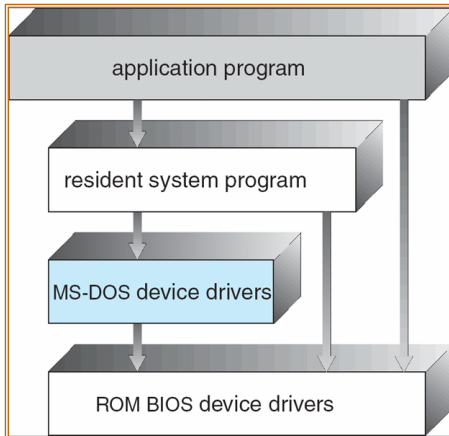 application program
resident system program
MS-DOS device drivers
ROM BIOS device drivers